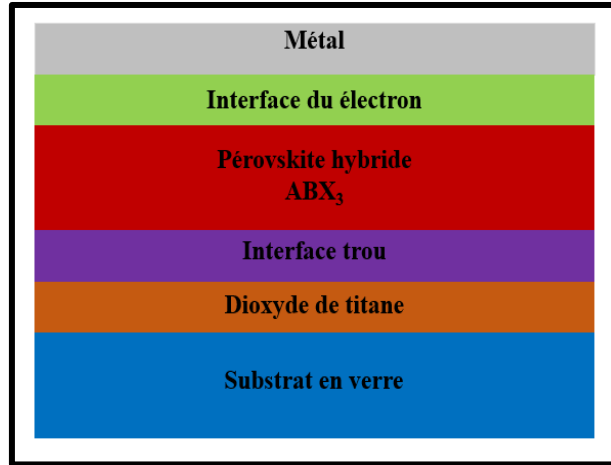 Métal
Interface du électron
Pérovskite hybride
ABX₃
Interface trou
Dioxyde de titane
Substrat en verre